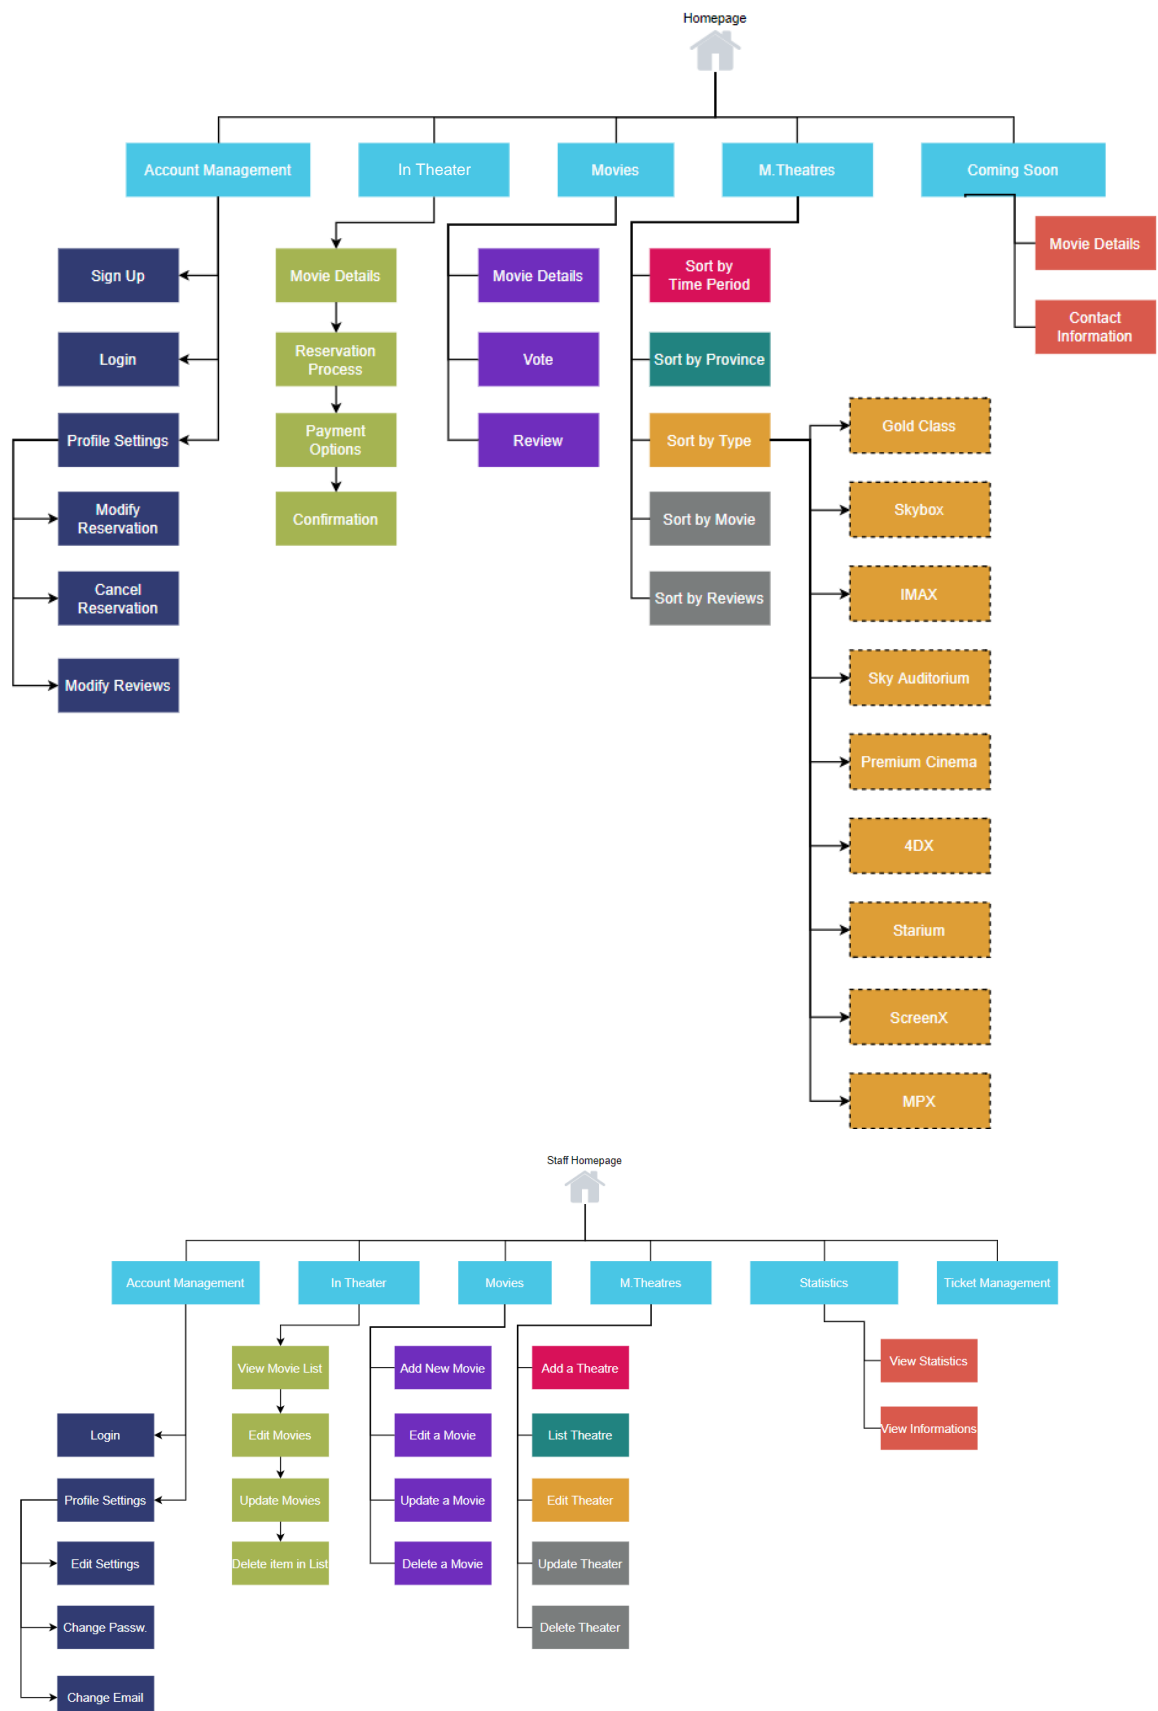 Homepage
Account Management
In Theater
Movies
M.Theatres
Coming Soon
Sign Up
Login
Profile Settings
Modify
Reservation
Cancel
Reservation
Modify Reviews
Movie Details
Reservation
Process
Payment
Options
Confirmation
Movie Details
Vote
Review
Sort by
Time Period
Sort by Province
Sort by Type
Sort by Movie
Sort by Reviews
Gold Class
Skybox
IMAX
Sky Auditorium
Premium Cinema
4DX
Starium
ScreenX
MPX
Movie Details
Contact
Information
Staff Homepage
Account Management
In Theater
Movies
M.Theatres
Statistics
Ticket Management
Login
Profile Settings
Edit Settings
Change Passw.
Change Email
View Movie List
Edit Movies
Update Movies
Delete item in List
Add New Movie
Edit a Movie
Update a Movie
Delete a Movie
Add a Theatre
List Theatre
Edit Theater
Update Theater
Delete Theater
View Statistics
View Informations